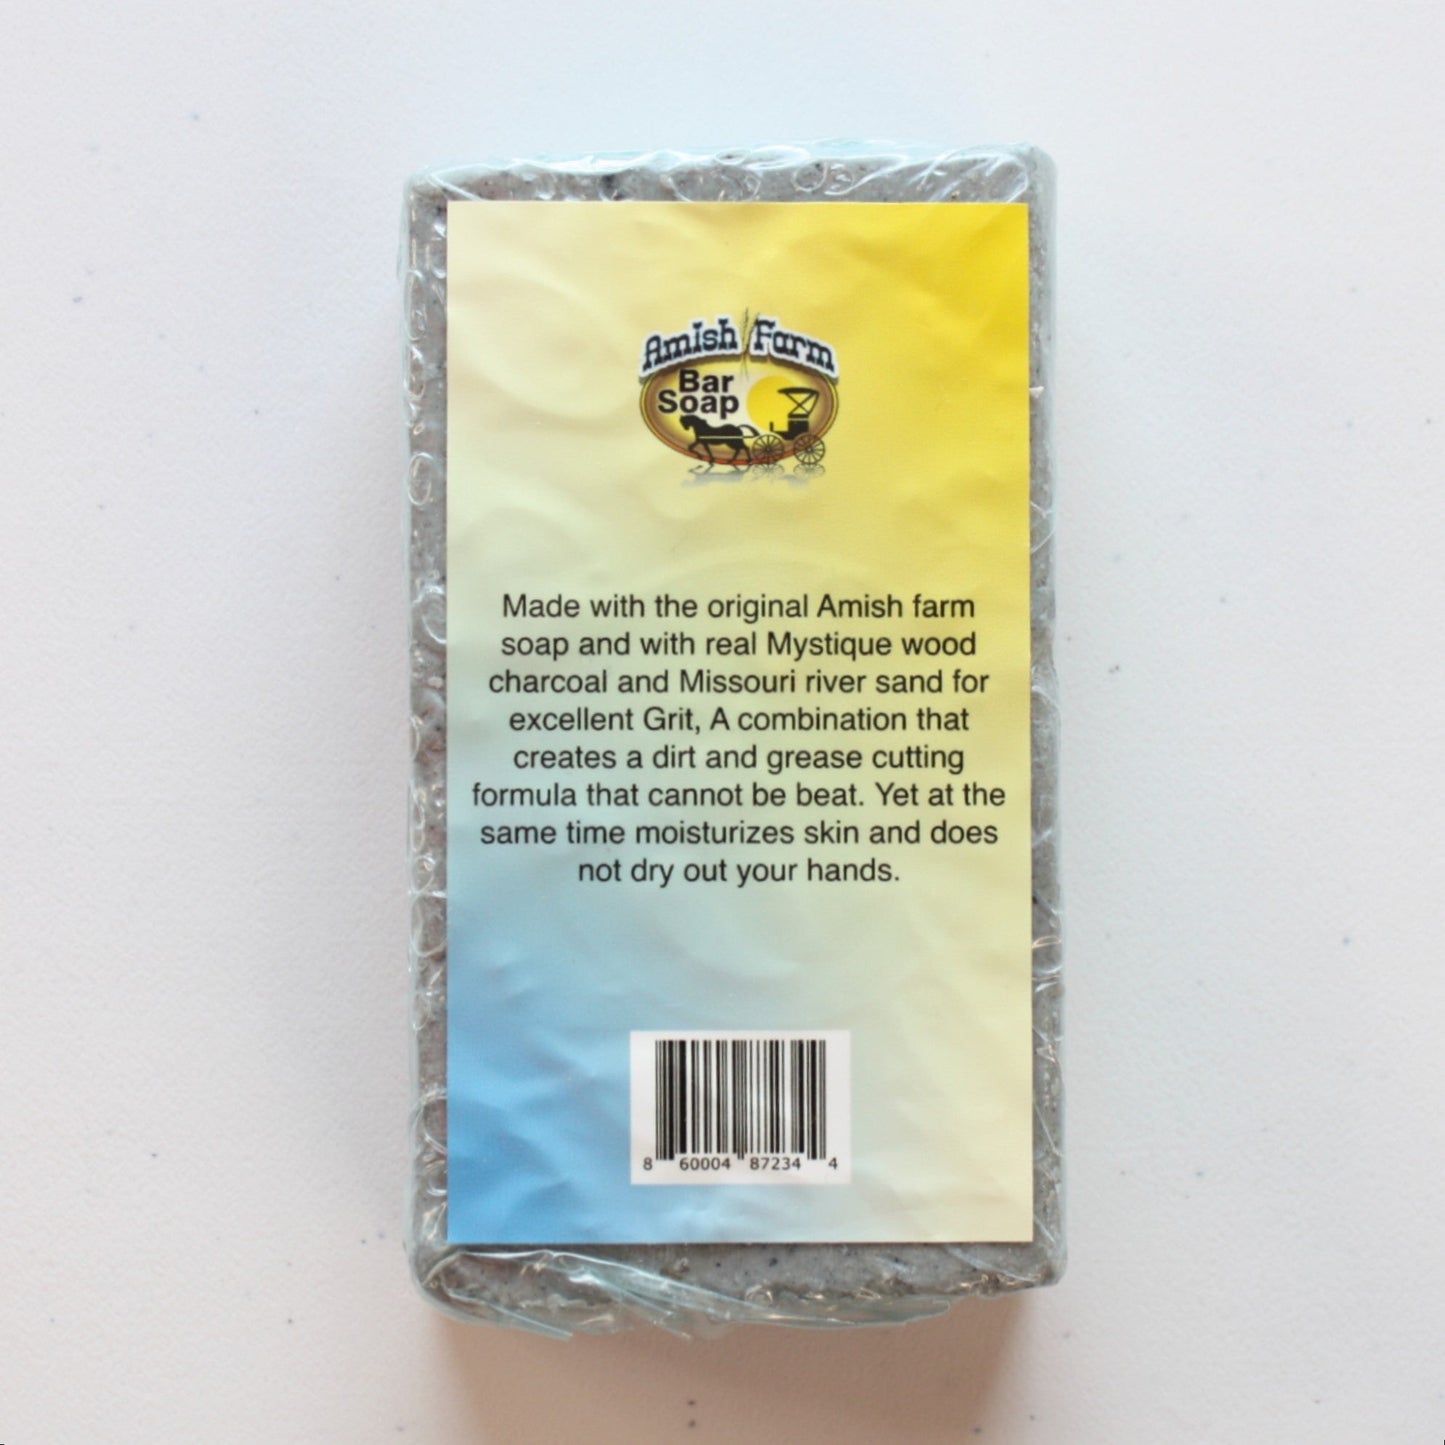 Amish Farm
Bar
Soap
Made with the original Amish farm
soap and with real Mystique wood
charcoal and Missouri river sand for
excellent Grit, A combination that
creates a dirt and grease cutting
formula that cannot be beat. Yet at the
same time moisturizes skin and does
not dry out your hands.
8 60004 87234 4